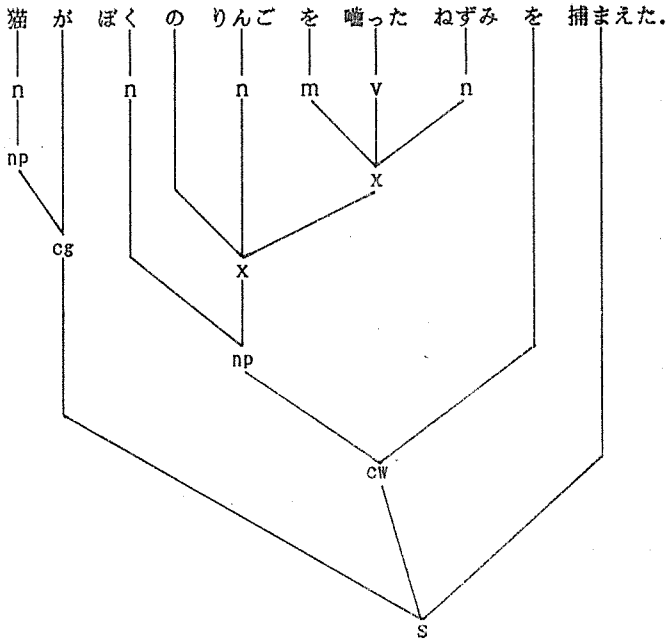 猫 が ぼく の りんご を 囓った ねずみ を 捕まえた.
n n n m v n
np x
cg x
np
cw
s